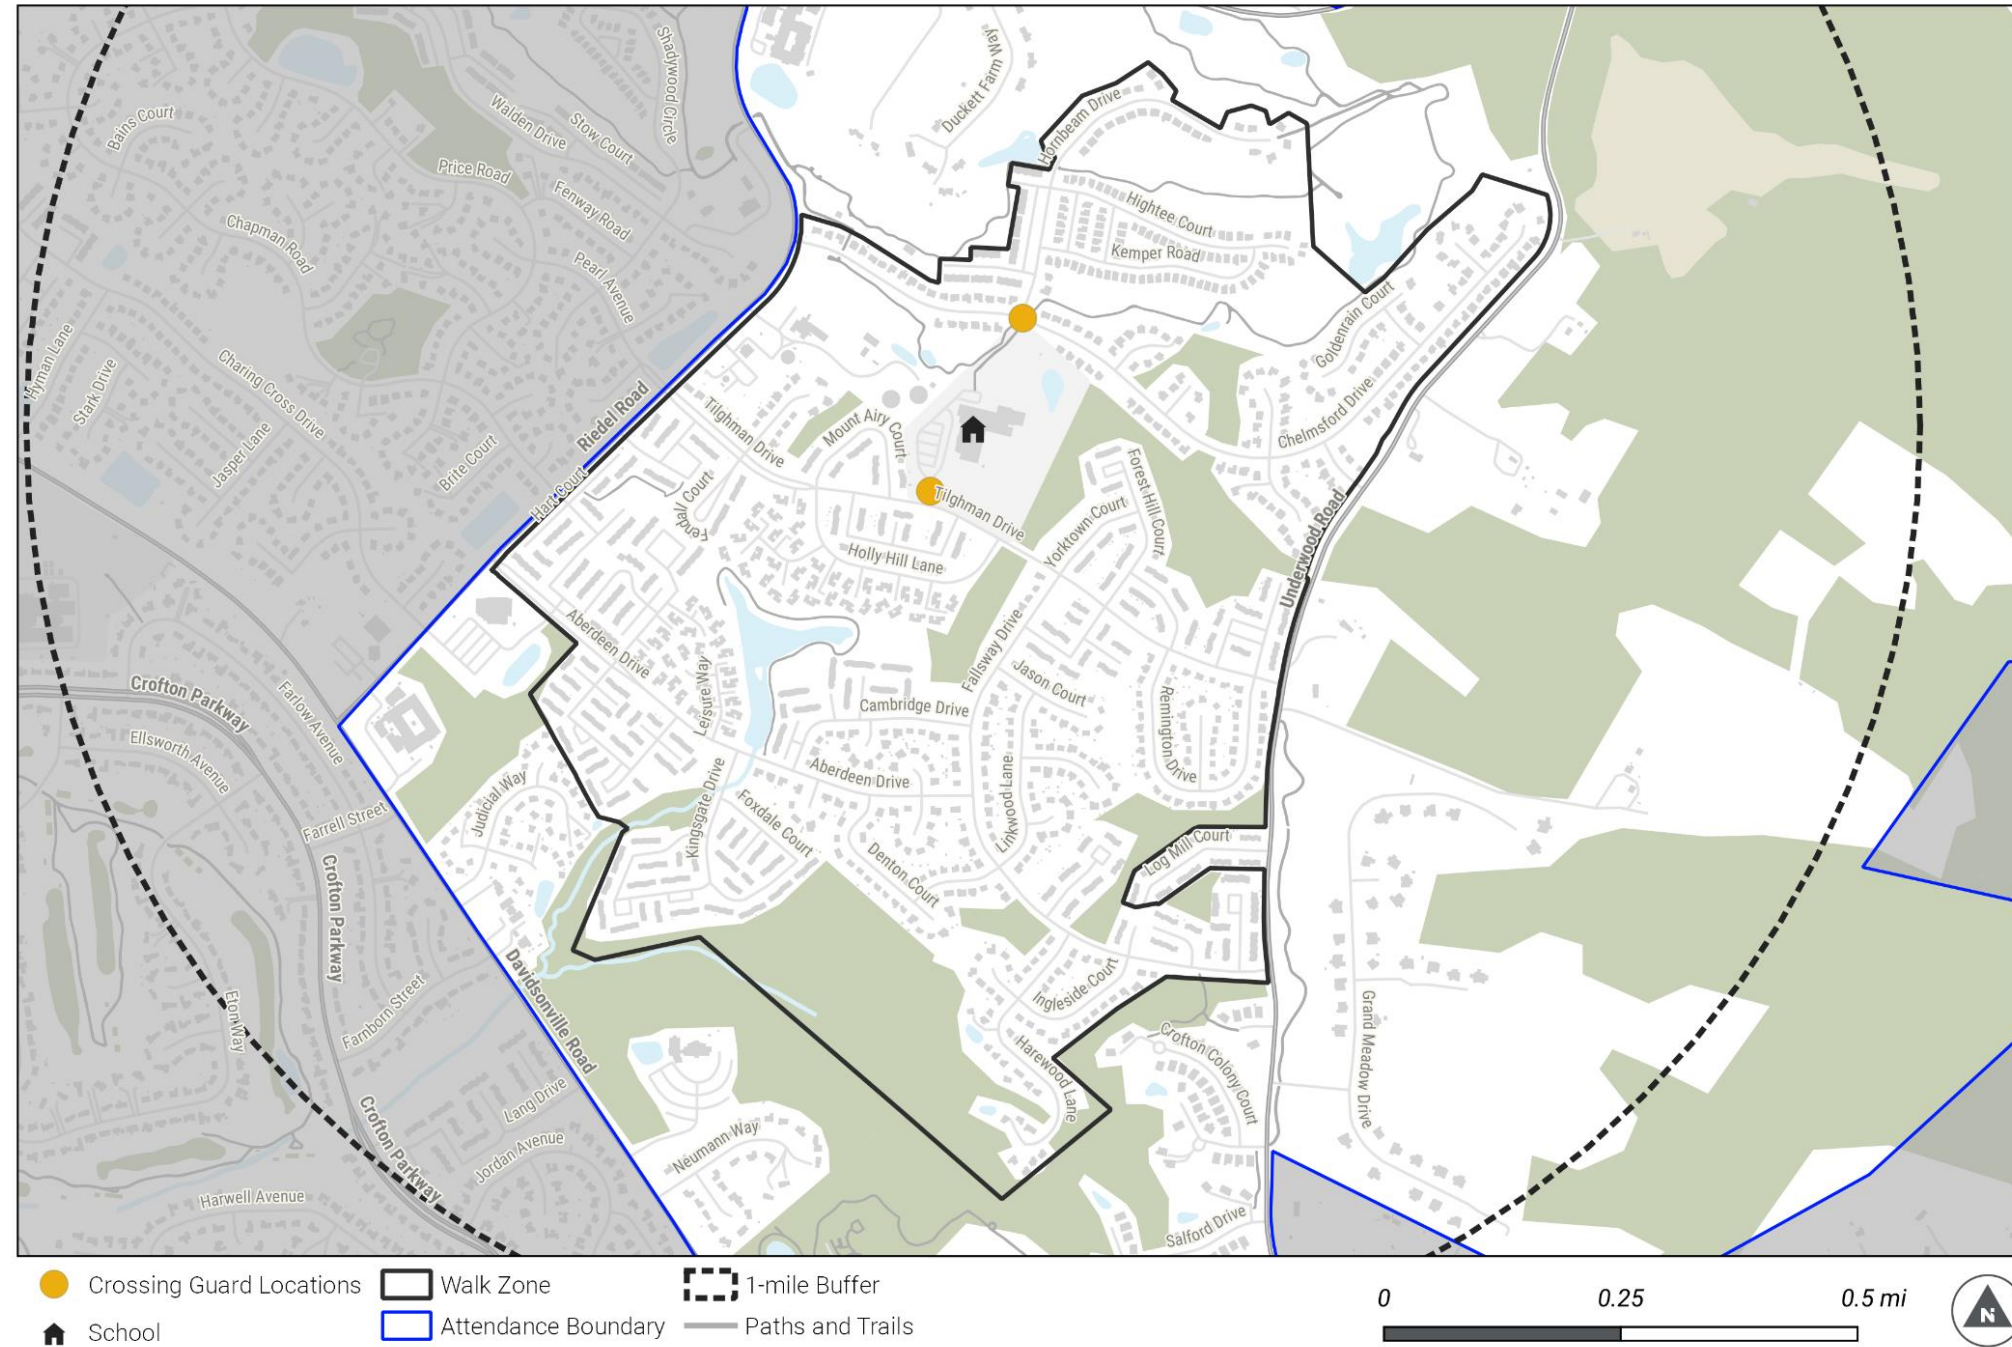 Duckett Farm Way
Shadywood Circle
Bains Court
Walden Drive
Stow Court
Hornbeam Drive
Price Road
Fenway Road
Hightee Court
Chapman Road
Kemper Road
Pearl Avenue
Goldenrain Court
Hyman Lane
Stark Drive
Charing Cross Drive
Riedel Road
Tilghman Drive
Mount Airy Court
Chelmsford Drive
Jasper Lane
Brite Court
Hart Court
Fendall Court
Tilghman Drive
Forest Hill Court
Yorktown Court
Underwood Road
Holly Hill Lane
Aberdeen Drive
Fallsway Drive
Leisure Way
Jason Court
Crofton Parkway
Farlow Avenue
Cambridge Drive
Remington Drive
Ellsworth Avenue
Aberdeen Drive
Linkwood Lane
Judicial Way
Kingsgate Drive
Foxdale Court
Farrell Street
Log Mill Court
Denton Court
Crofton Parkway
Davidsonville Road
Ingleside Court
Eton Way
Farnborn Street
Grand Meadow Drive
Harewood Lane
Crofton Colony Court
Lang Drive
Crofton Parkway
Jordan Avenue
Neumann Way
Harwell Avenue
Salford Drive
Crossing Guard Locations
Walk Zone
1-mile Buffer
School
Attendance Boundary
Paths and Trails
0 0.25 0.5 mi
N